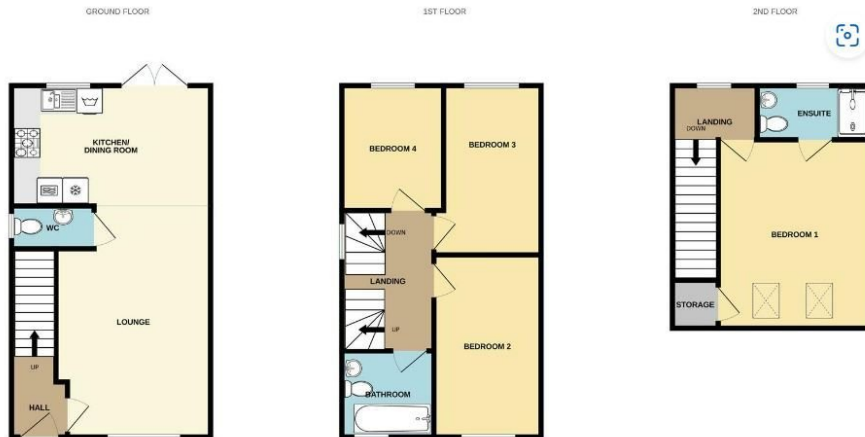 GROUND FLOOR
KITCHEN/
DINING ROOM
WC
LOUNGE
UP
HALL
1ST FLOOR
BEDROOM 4
BEDROOM 3
DOWN
LANDING
UP
BEDROOM 2
BATHROOM
2ND FLOOR
LANDING
DOWN
ENSUITE
BEDROOM 1
STORAGE